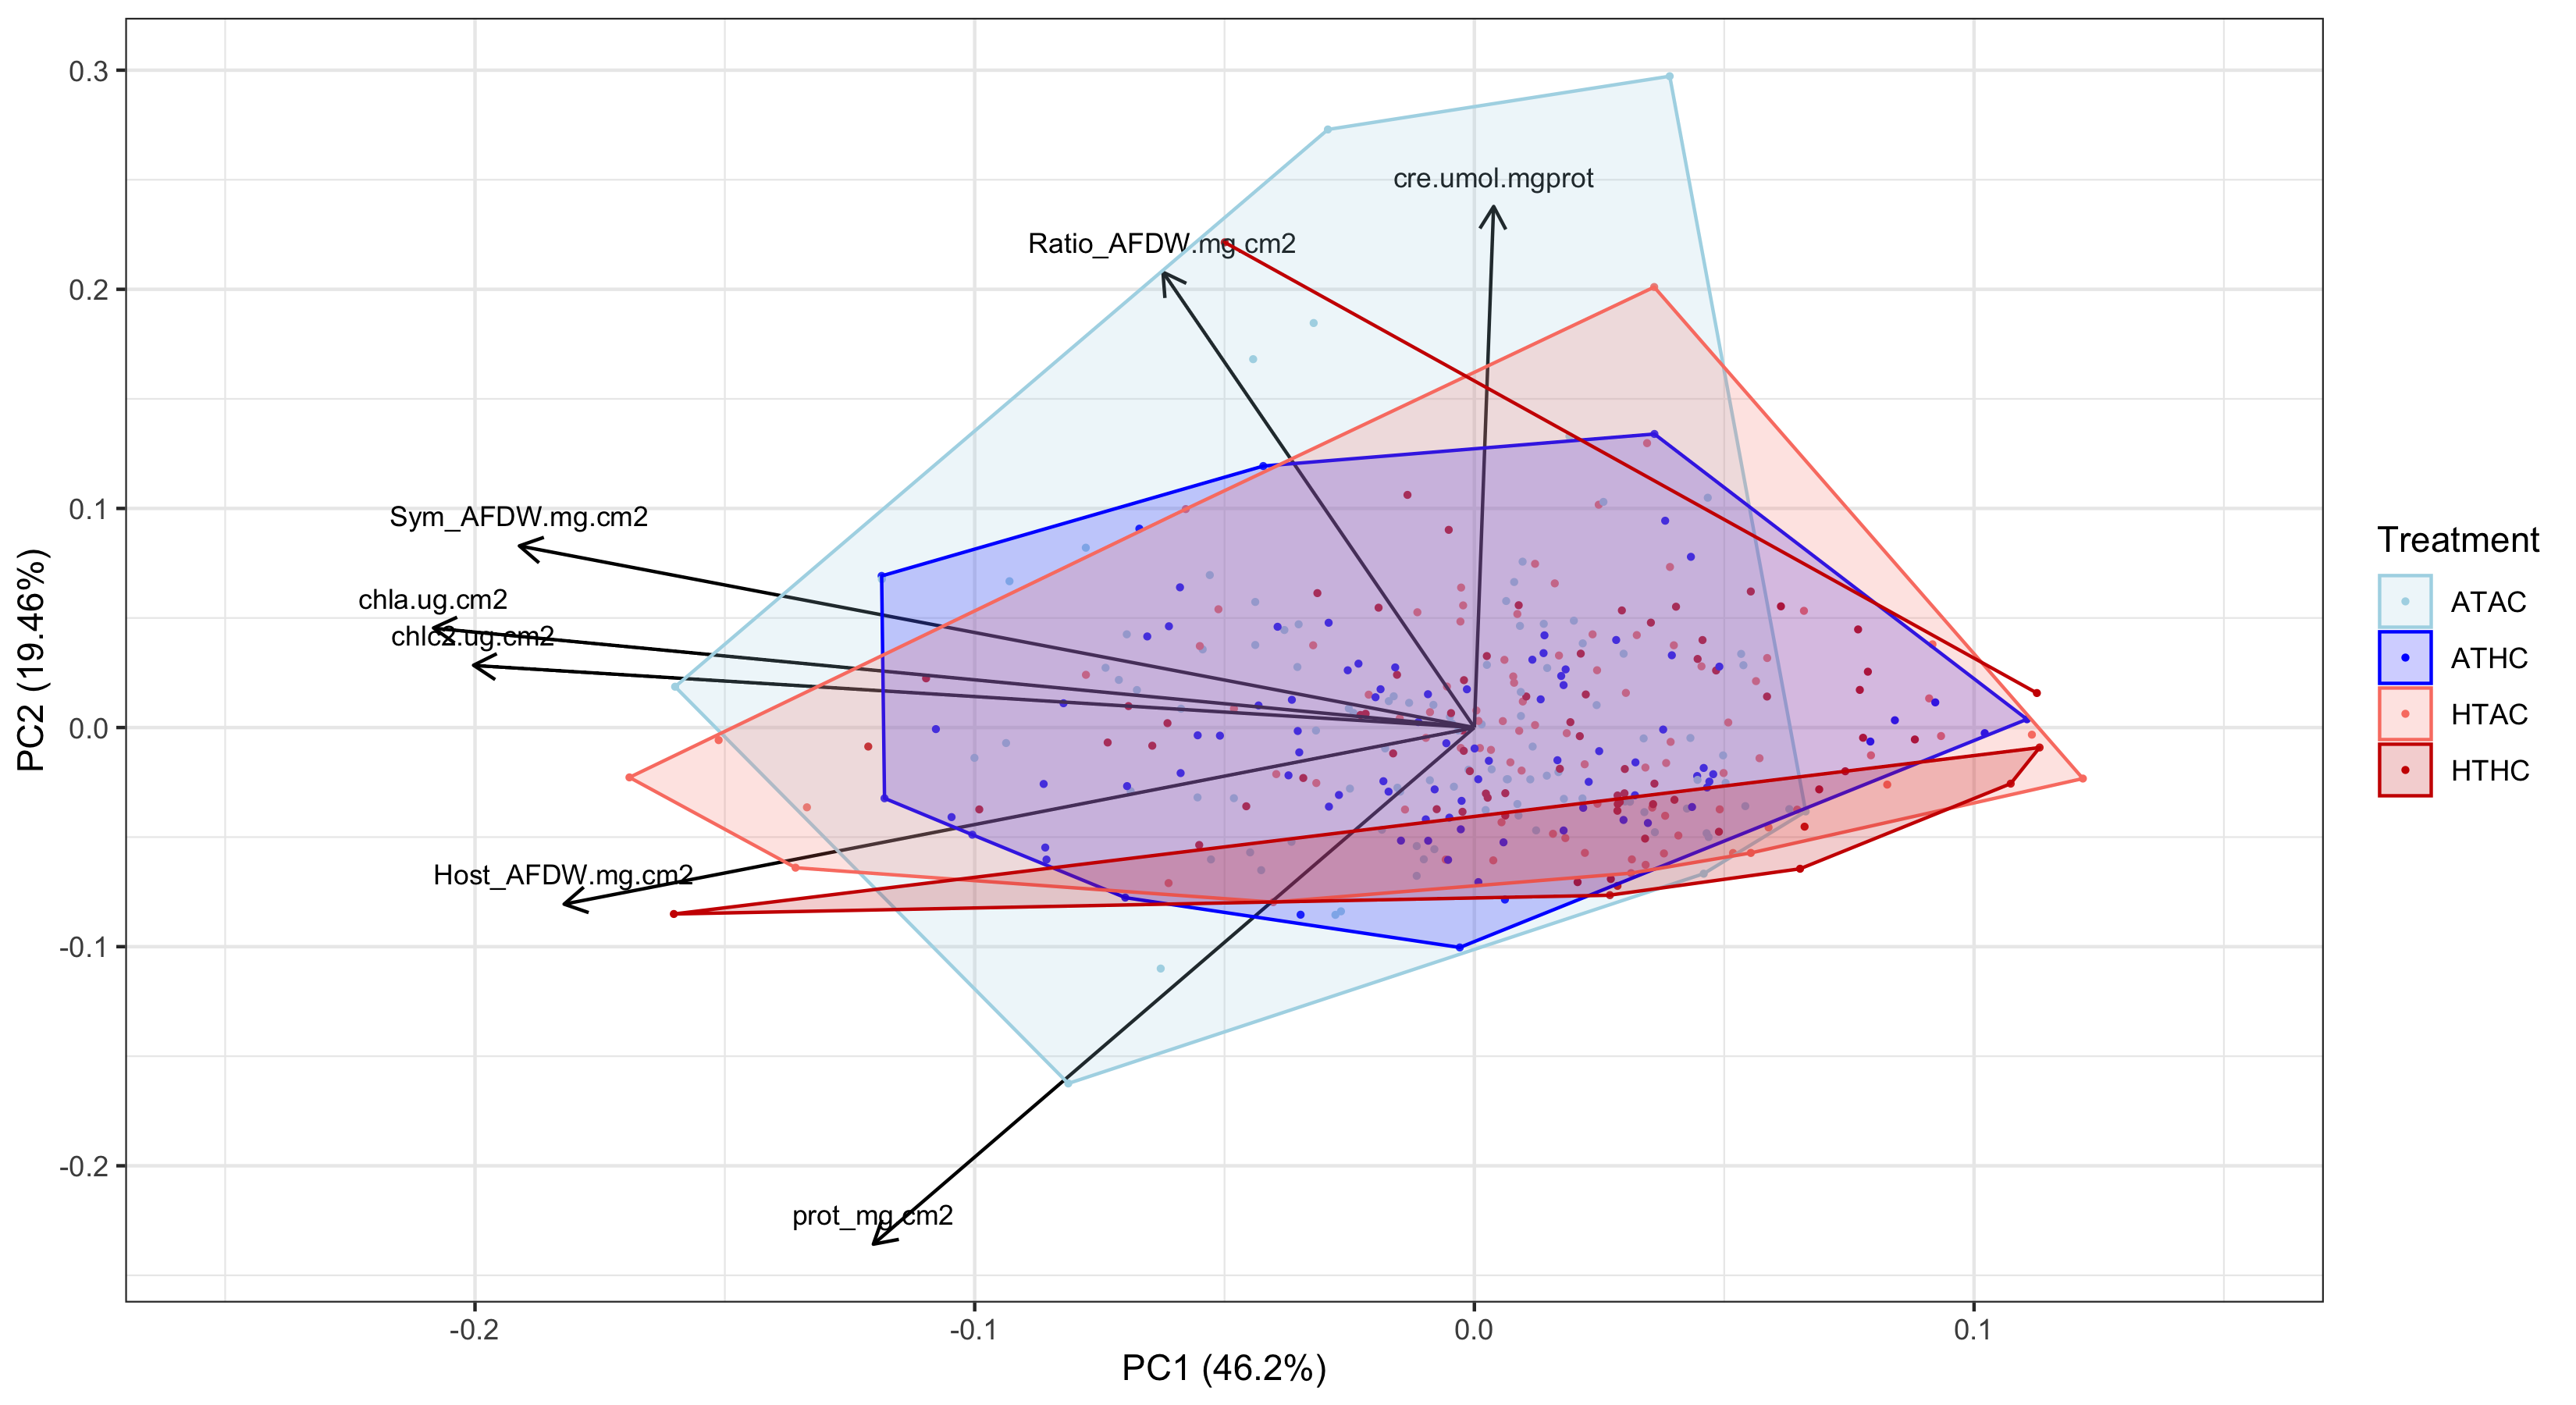 0.3
0.2
0.1
0.0
-0.1
-0.2
PC2 (19.46%)
cre.umol.mgprot
Ratio_AFDW.mg.cm2
Sym_AFDW.mg.cm2
chla.ug.cm2
chlc2.ug.cm2
Host_AFDW.mg.cm2
prot_mg.cm2
-0.2
-0.1
0.0
0.1
PC1 (46.2%)
Treatment
ATAC
ATHC
HTAC
HTHC